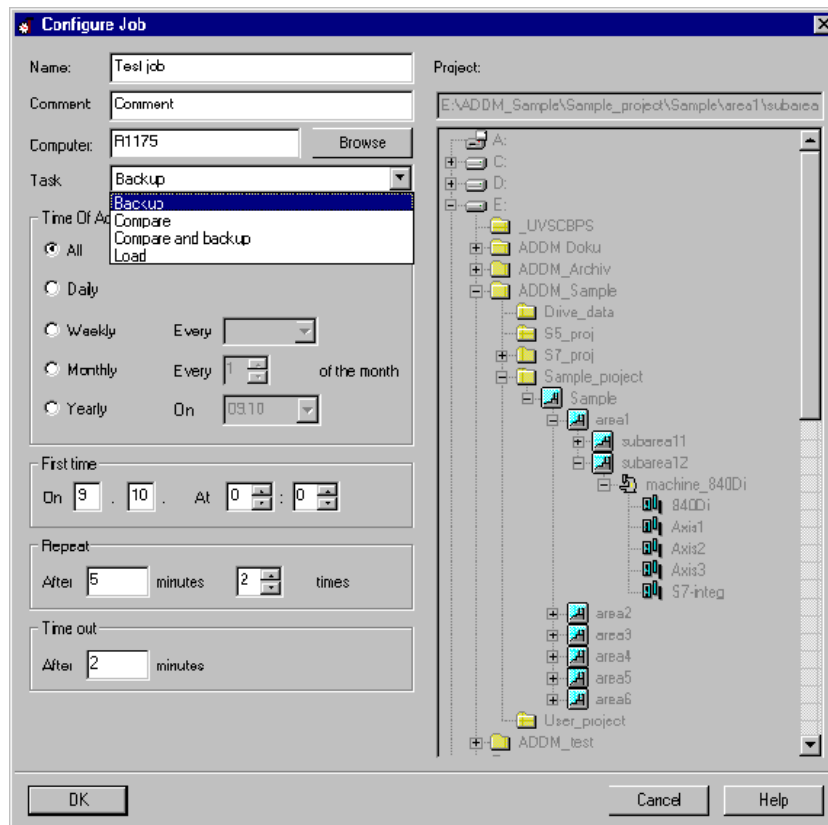 Configure Job
Name: Test job
Comment: Comment
Computer: R1175 Browse
Task Backup
Backup
Compare
Compare and backup
Load
Time Of Ac
All
Daily
Weekly Every
Monthly Every 1 of the month
Yearly On 09.10
First time
On 9 . 10 . At 0 : 0
Repeat
After 5 minutes 2 times
Time out
After 2 minutes
Project:
E:\ADDM_Sample\Sample_project\Sample\area1\subarea
A:
C:
D:
E:
_UVSCBPS
ADDM Doku
ADDM_Archiv
ADDM_Sample
Drive_data
S5_proj
S7_proj
Sample_project
Sample
area1
subarea11
subarea12
machine_840Di
840Di
Axis1
Axis2
Axis3
S7-integ
area2
area3
area4
area5
area6
User_project
ADDM_test
OK Cancel Help